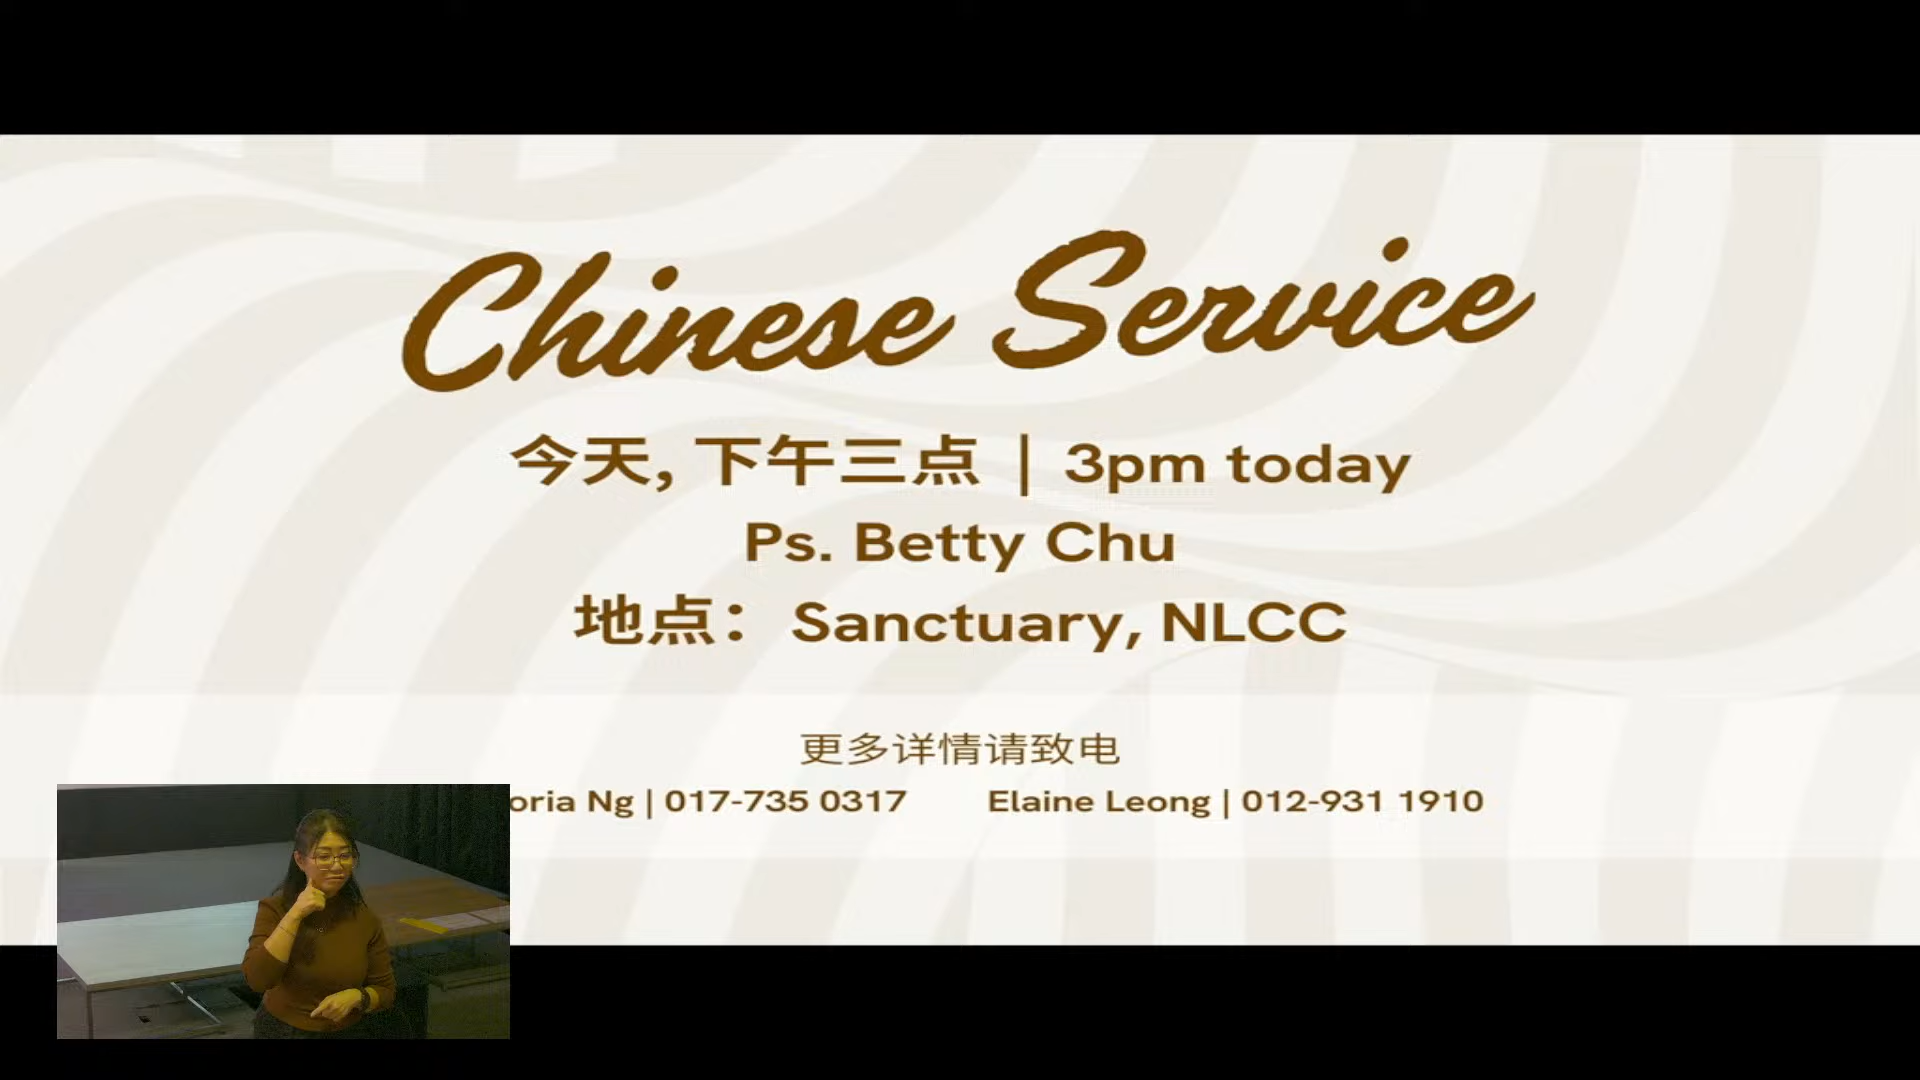 Chinese Service
今天, 下午三点 | 3pm today
Ps. Betty Chu
地点：Sanctuary, NLCC
更多详情请致电
Ng | 017-735 0317 Elaine Leong | 012-931 1910